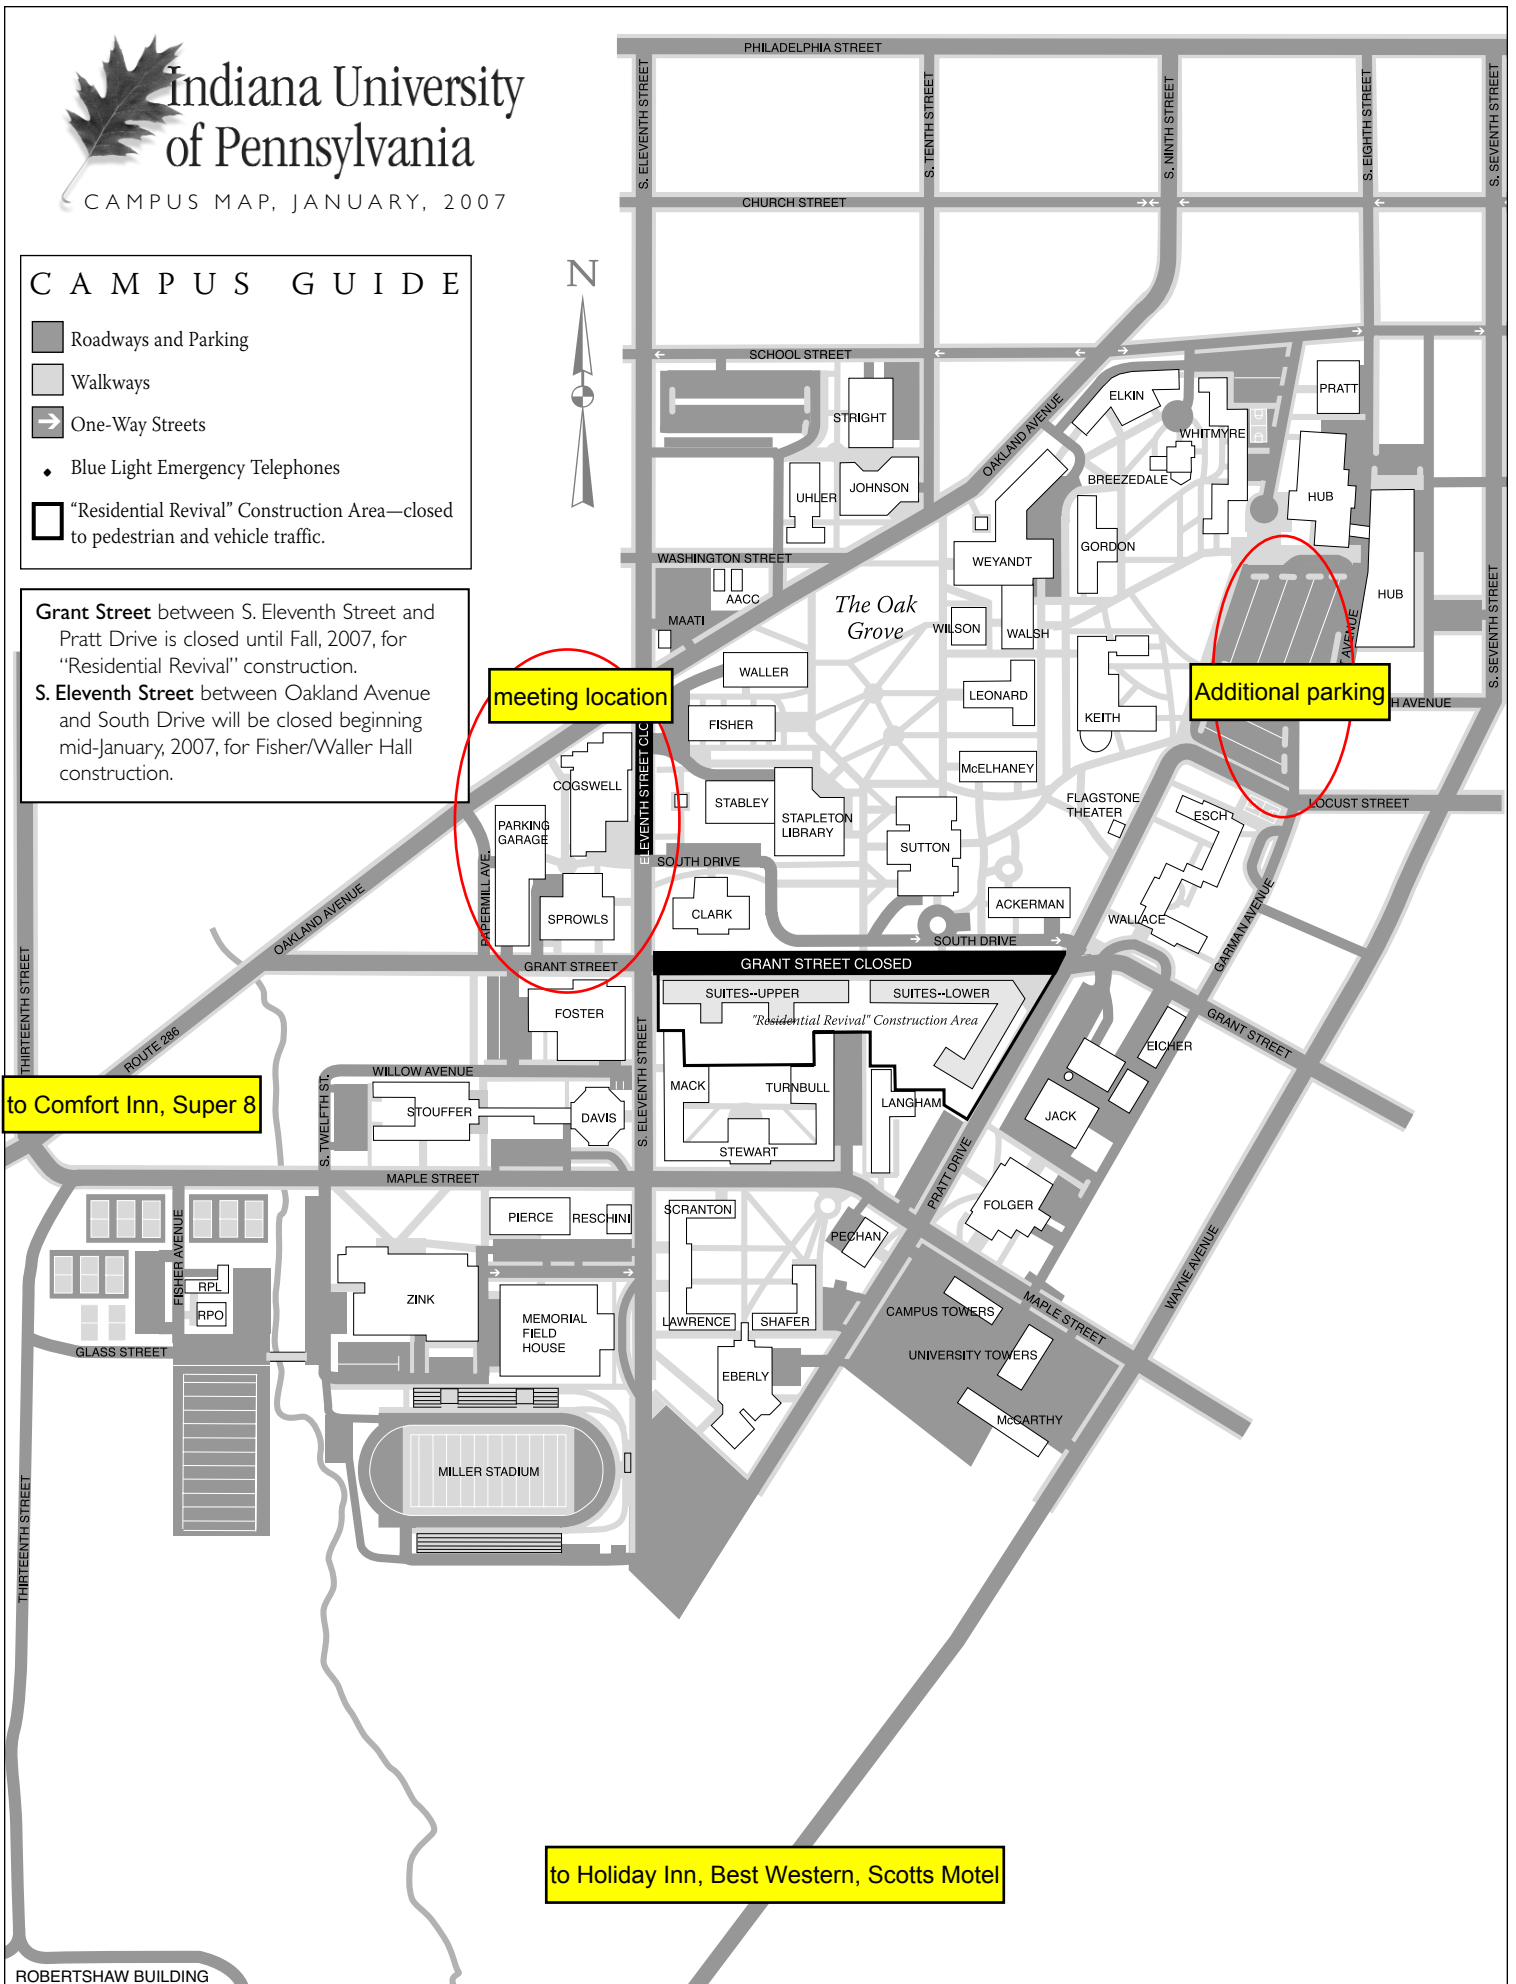 Indiana University
of Pennsylvania
CAMPUS MAP, JANUARY, 2007
CAMPUS GUIDE
Roadways and Parking
Walkways
One-Way Streets
Blue Light Emergency Telephones
“Residential Revival” Construction Area—closed
to pedestrian and vehicle traffic.
Grant Street between S. Eleventh Street and
Pratt Drive is closed until Fall, 2007, for
“Residential Revival” construction.
S. Eleventh Street between Oakland Avenue
and South Drive will be closed beginning
mid-January, 2007, for Fisher/Waller Hall
construction.
N
PHILADELPHIA STREET
S. ELEVENTH STREET
S. TENTH STREET
S. NINTH STREET
S. EIGHTH STREET
S. SEVENTH STREET
CHURCH STREET
SCHOOL STREET
STRIGHT
OAKLAND AVENUE
ELKIN
PRATT
WHITMYRE
BREEZEDALE
UHLER
JOHNSON
HUB
GORDON
WEYANDT
WASHINGTON STREET
AACC
MAATI
The Oak
Grove
WILSON
WALSH
HUB
S. SEVENTH STREET
AVENUE
meeting location
WALLER
LEONARD
KEITH
Additional parking
H AVENUE
FISHER
ELEVENTH STREET CLO
COGSWELL
McELHANEY
STABLEY
STAPLETON
LIBRARY
FLAGSTONE
THEATER
ESCH
LOCUST STREET
PARKING
GARAGE
SUTTON
SOUTH DRIVE
PAPERMILL AVE.
SPROWLS
CLARK
ACKERMAN
WALLACE
GARMAN AVENUE
OAKLAND AVENUE
SOUTH DRIVE
GRANT STREET
GRANT STREET CLOSED
THIRTEENTH STREET
ROUTE 286
SUITES--UPPER
SUITES--LOWER
FOSTER
"Residential Revival" Construction Area
GRANT STREET
EICHER
to Comfort Inn, Super 8
WILLOW AVENUE
S. TWELFTH ST.
STOUFFER
DAVIS
S. ELEVENTH STREET
MACK
TURNBULL
LANGHAM
JACK
STEWART
MAPLE STREET
PRATT DRIVE
FOLGER
PIERCE
RESCHINI
SCRANTON
PECHAN
FISHER AVENUE
RPL
RPO
ZINK
WAYNE AVENUE
MAPLE STREET
CAMPUS TOWERS
MEMORIAL
FIELD
HOUSE
LAWRENCE
SHAFER
GLASS STREET
UNIVERSITY TOWERS
EBERLY
McCARTHY
MILLER STADIUM
THIRTEENTH STREET
to Holiday Inn, Best Western, Scotts Motel
ROBERTSHAW BUILDING